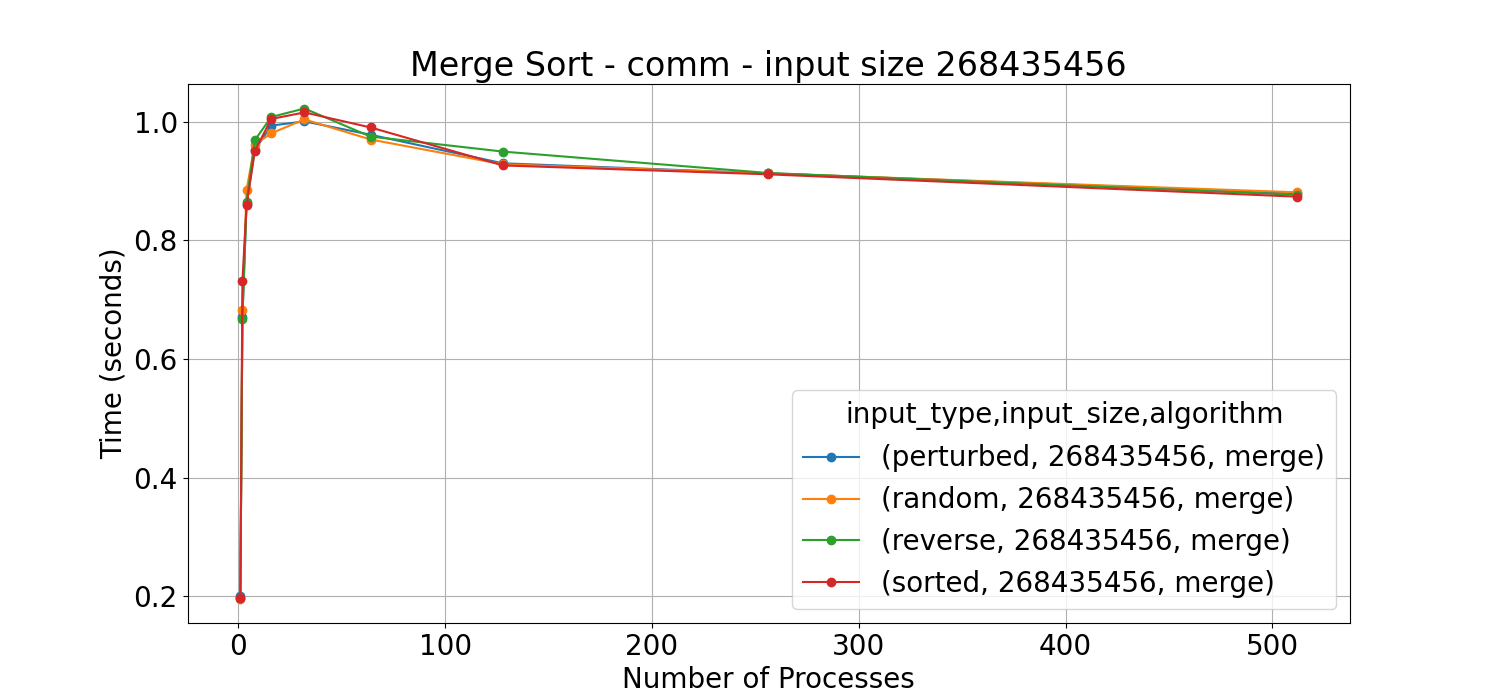 Merge Sort - comm - input size 268435456
Time (seconds)
1.0
0.8
0.6
0.4
0.2
input_type,input_size,algorithm
(perturbed, 268435456, merge)
(random, 268435456, merge)
(reverse, 268435456, merge)
(sorted, 268435456, merge)
0 100 200 300 400 500
Number of Processes